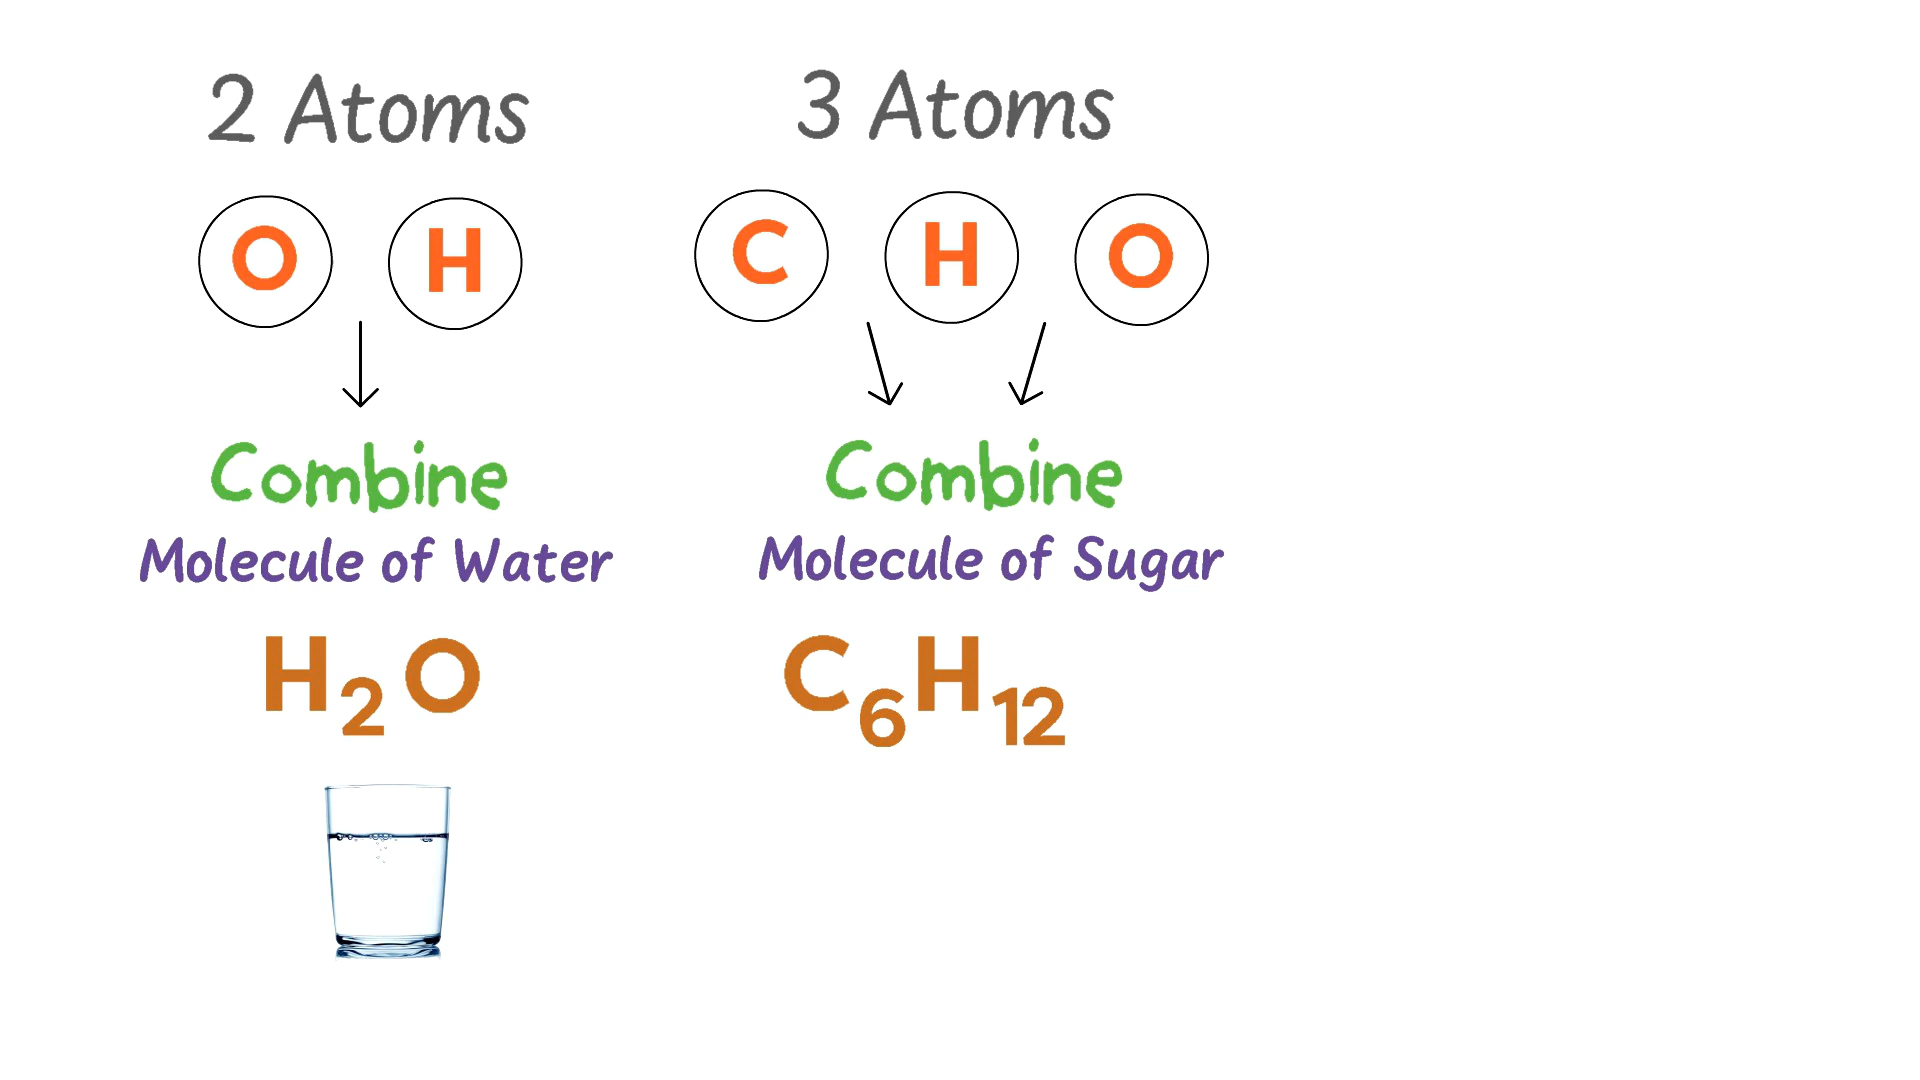 2 Atoms
O H
Combine
Molecule of Water
H₂O
3 Atoms
C H O
Combine
Molecule of Sugar
C₆H₁₂